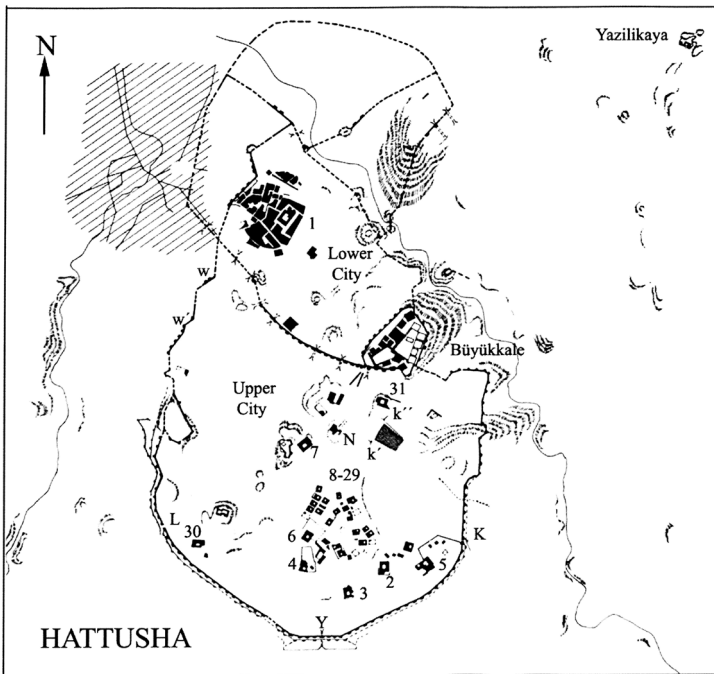 Yazilikaya
N
1
Lower
City
w
w
Büyükkale
Upper
City
31
k´´
N
7
k´
8-29
L
30
6
K
4
2
5
3
Y
HATTUSHA